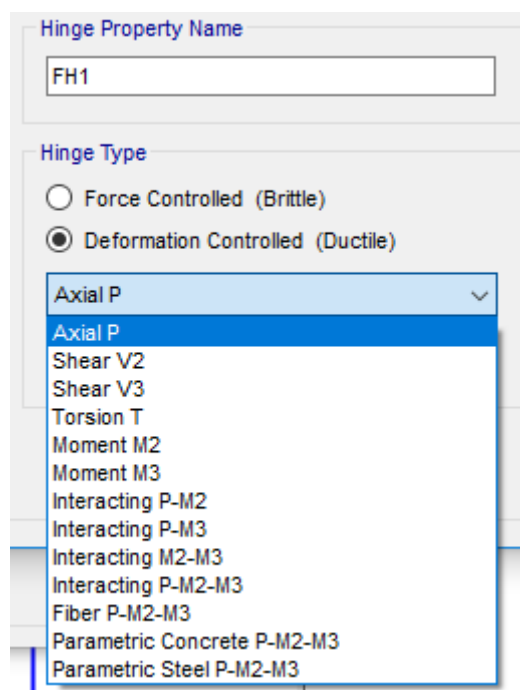 Hinge Property Name
FH1
Hinge Type
Force Controlled (Brittle)
Deformation Controlled (Ductile)
Axial P
Axial P
Shear V2
Shear V3
Torsion T
Moment M2
Moment M3
Interacting P-M2
Interacting P-M3
Interacting M2-M3
Interacting P-M2-M3
Fiber P-M2-M3
Parametric Concrete P-M2-M3
Parametric Steel P-M2-M3